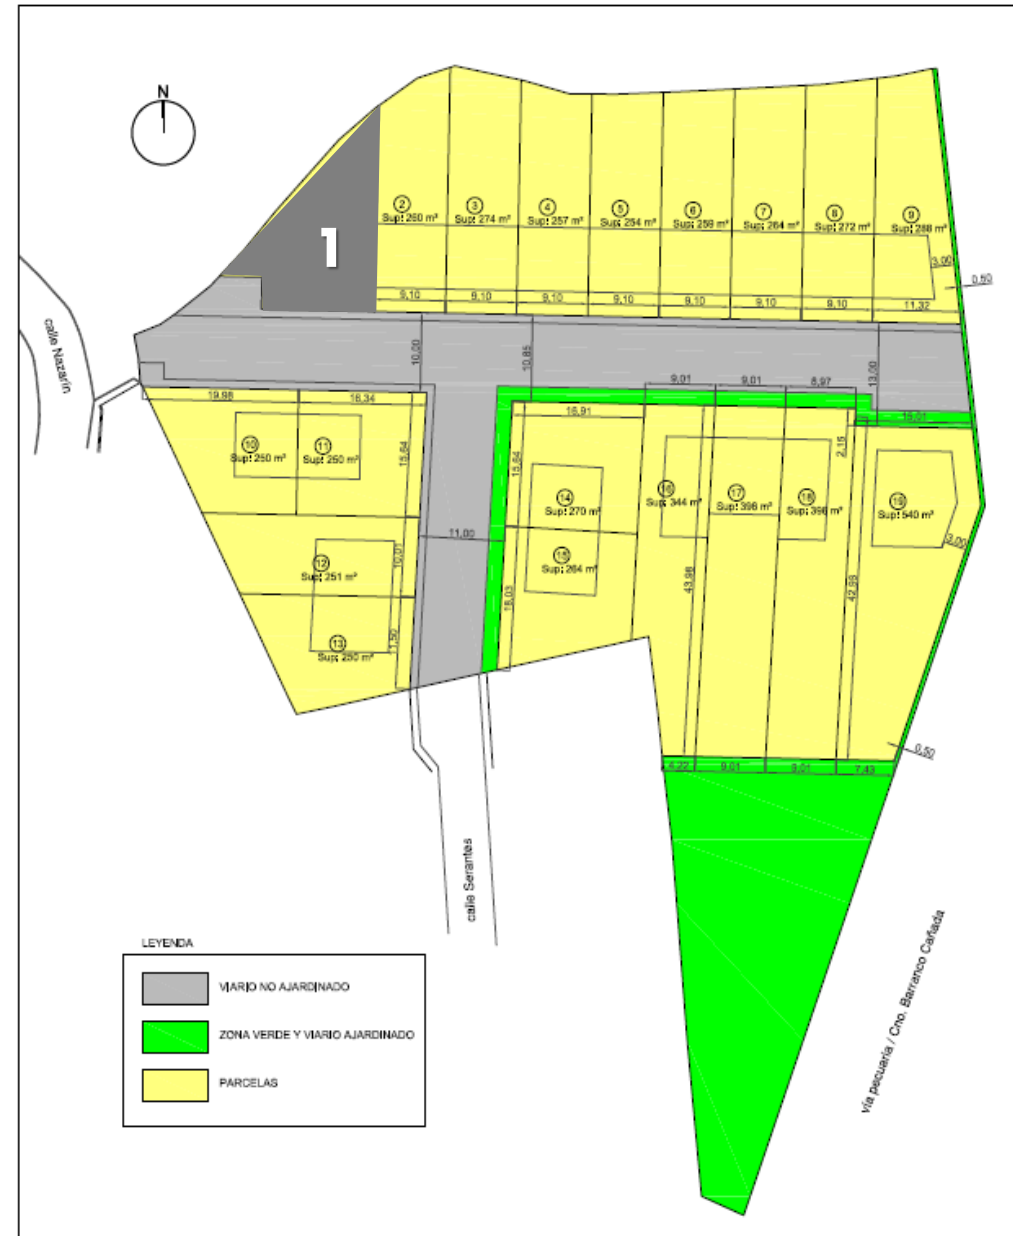 N
1
2
Sup: 260 m²
3
Sup: 274 m²
4
Sup: 257 m²
5
Sup: 254 m²
6
Sup: 259 m²
7
Sup: 264 m²
8
Sup: 272 m²
9
Sup: 288 m²
3,00
0,50
9,10
9,10
9,10
9,10
9,10
9,10
9,10
11,32
calle Nazarín
10,00
10,85
13,00
9,01
9,01
8,97
15,01
19,98
16,34
16,91
2,15
10
Sup: 250 m²
11
Sup: 250 m²
15,64
15,64
14
Sup: 270 m²
16
Sup: 344 m²
17
Sup: 396 m²
18
Sup: 396 m²
19
Sup: 540 m²
3,00
11,00
12
Sup: 251 m²
10,01
15
Sup: 264 m²
18,03
43,98
42,98
13
Sup: 250 m²
11,50
0,50
4,22
9,01
9,01
7,43
calle Serantes
vía pecuaria / Cno. Barranco Cañada
LEYENDA
VIARIO NO AJARDINADO
ZONA VERDE Y VIARIO AJARDINADO
PARCELAS